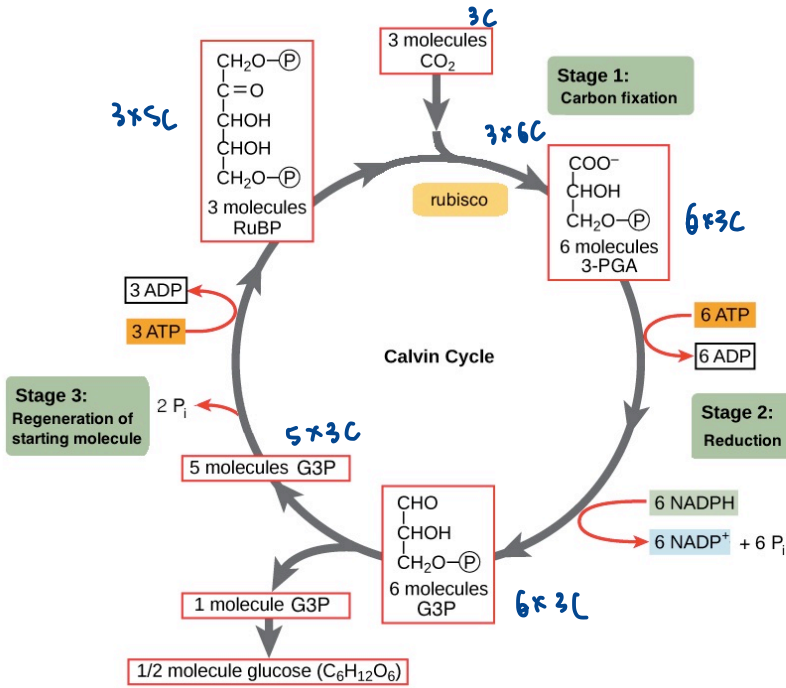 3C
3 molecules
CO₂
Stage 1:
Carbon fixation
3×5C
CH₂O–Ⓟ
C=O
CHOH
CHOH
CH₂O–Ⓟ
3 molecules
RuBP
3×6C
rubisco
COO⁻
CHOH
CH₂O–Ⓟ
6 molecules
3-PGA
6×3C
3 ADP
3 ATP
6 ATP
6 ADP
Calvin Cycle
Stage 3:
Regeneration of
starting molecule
2 Pᵢ
Stage 2:
Reduction
5×3C
5 molecules G3P
CHO
CHOH
CH₂O–Ⓟ
6 molecules
G3P
6×3C
6 NADPH
6 NADP⁺ + 6 Pᵢ
1 molecule G3P
1/2 molecule glucose (C₆H₁₂O₆)